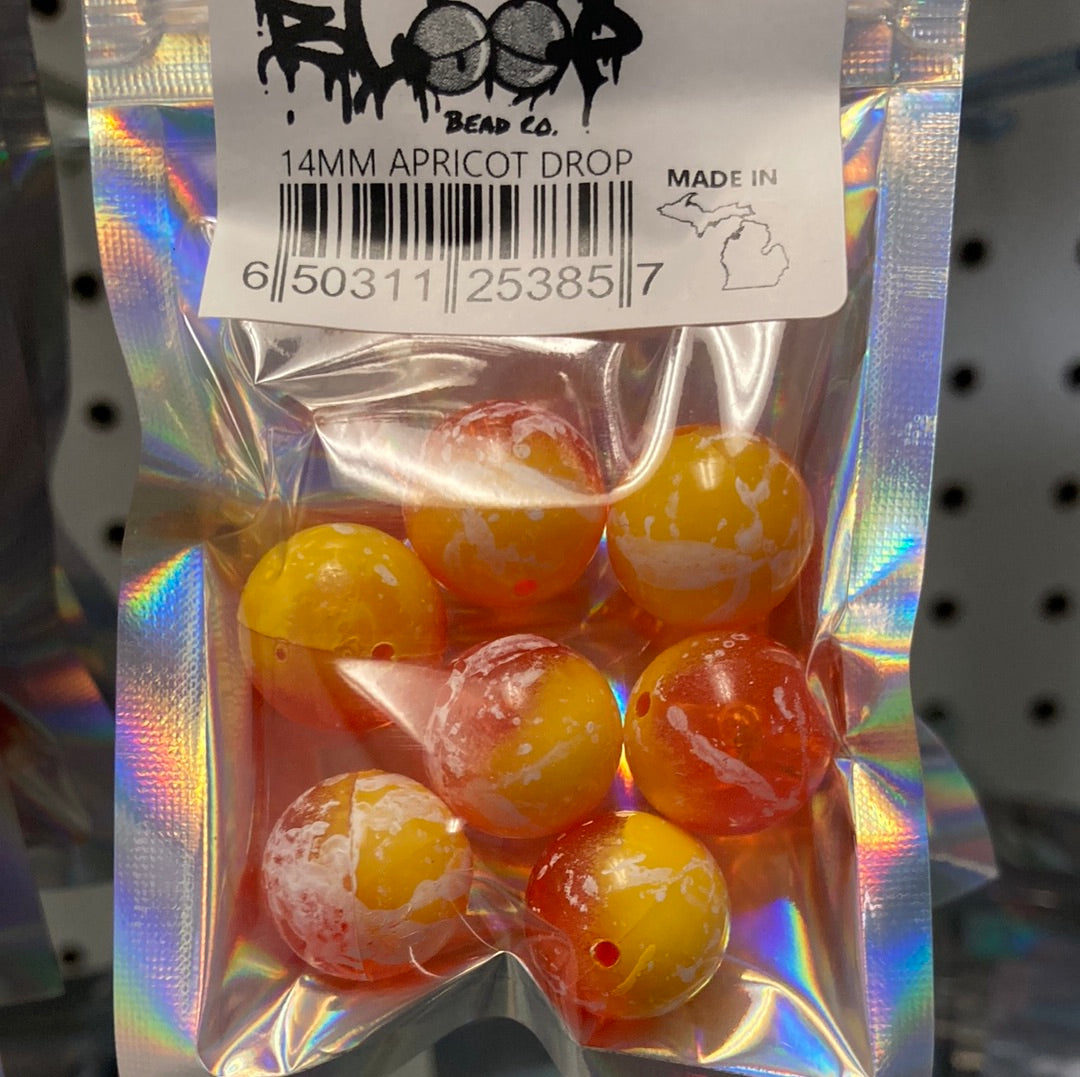 BLOOP
BEAD CO.
14MM APRICOT DROP
MADE IN
6 50311 25385 7